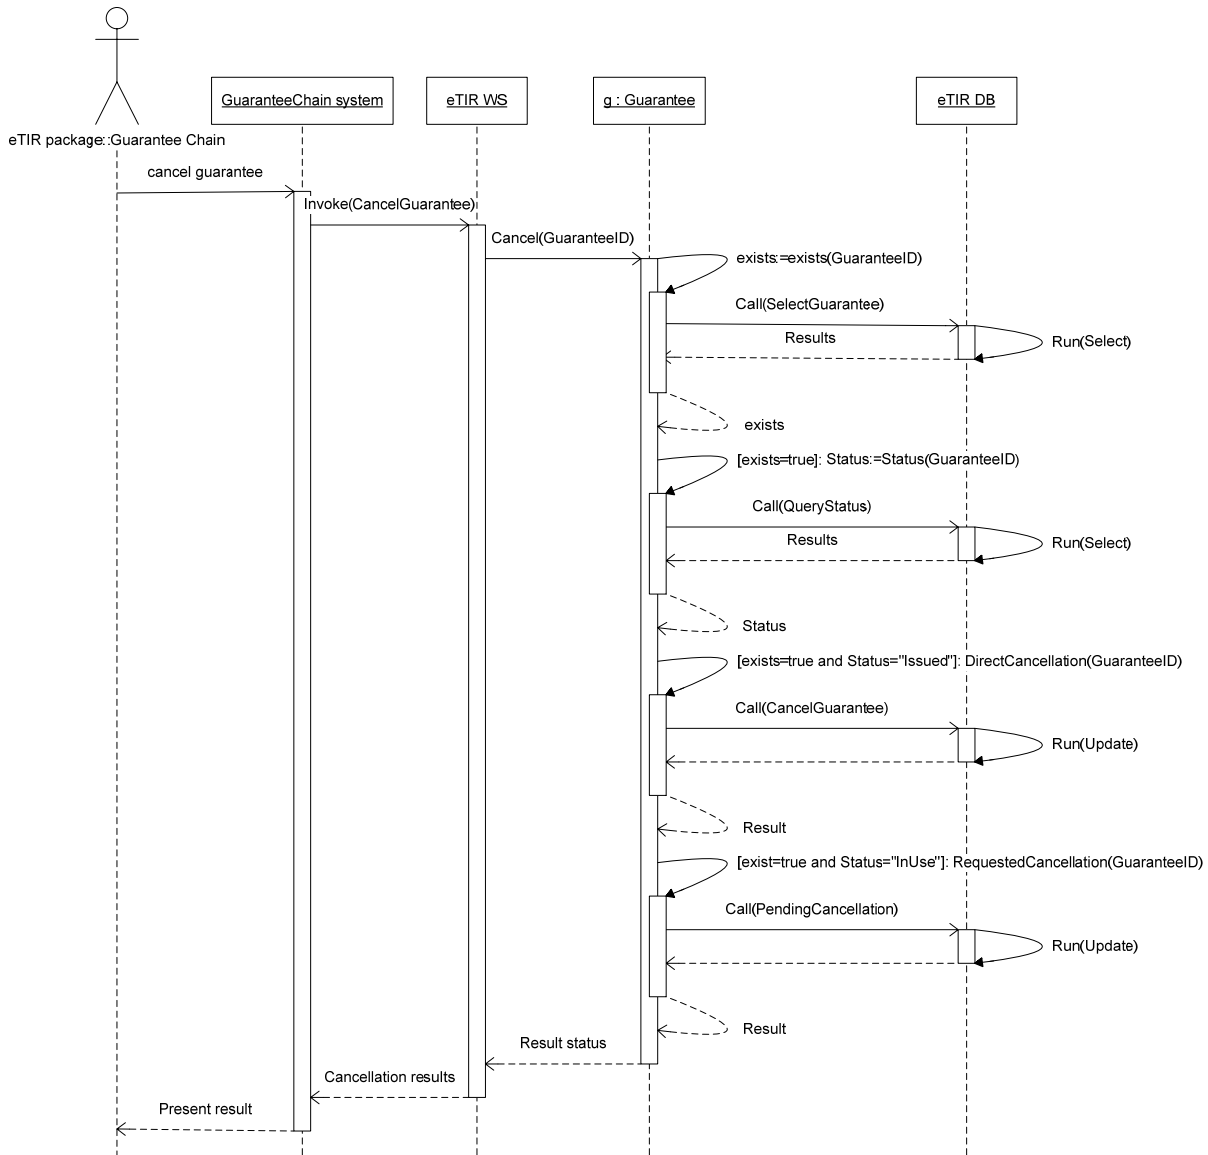 GuaranteeChain system
eTIR WS
g : Guarantee
eTIR DB
eTIR package::Guarantee Chain
cancel guarantee
Invoke(CancelGuarantee)
Cancel(GuaranteeID)
exists:=exists(GuaranteeID)
Call(SelectGuarantee)
Results
Run(Select)
exists
[exists=true]: Status:=Status(GuaranteeID)
Call(QueryStatus)
Results
Run(Select)
Status
[exists=true and Status="Issued"]: DirectCancellation(GuaranteeID)
Call(CancelGuarantee)
Run(Update)
Result
[exist=true and Status="InUse"]: RequestedCancellation(GuaranteeID)
Call(PendingCancellation)
Run(Update)
Result
Result status
Cancellation results
Present result